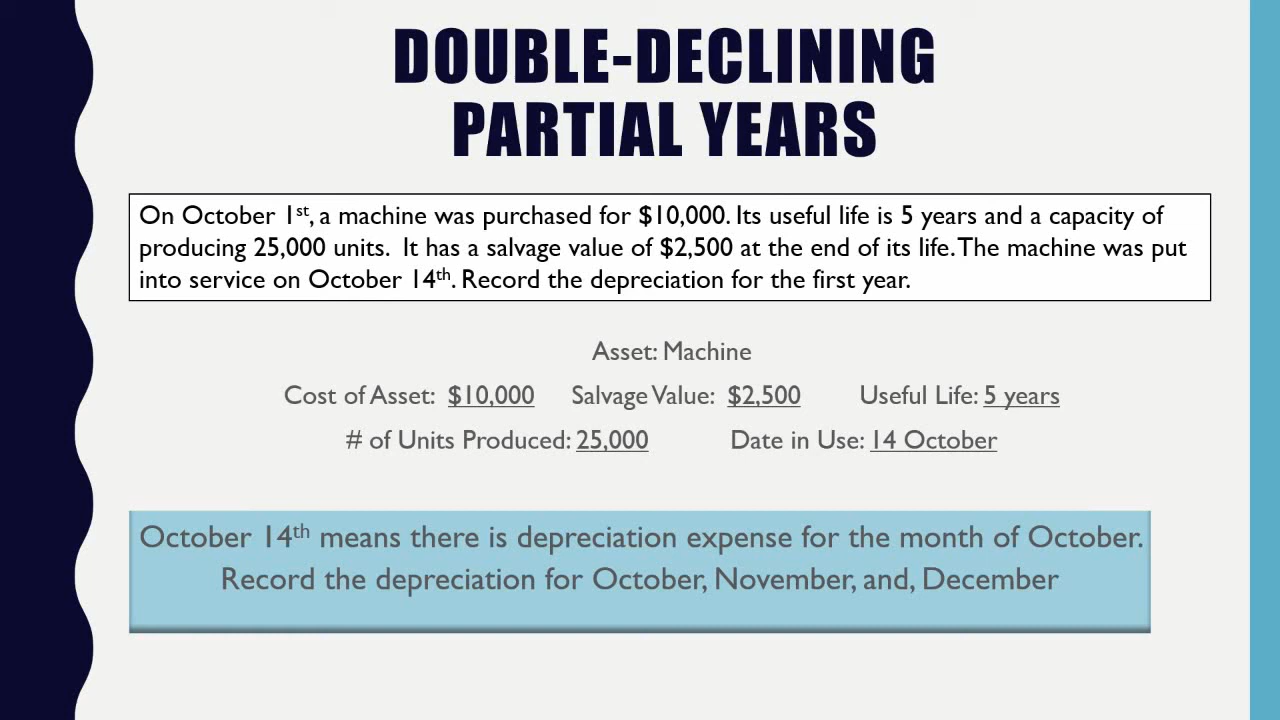 DOUBLE-DECLINING
PARTIAL YEARS
On October 1st, a machine was purchased for $10,000. Its useful life is 5 years and a capacity of
producing 25,000 units. It has a salvage value of $2,500 at the end of its life. The machine was put
into service on October 14th. Record the depreciation for the first year.
Asset: Machine
Cost of Asset: $10,000 Salvage Value: $2,500 Useful Life: 5 years
# of Units Produced: 25,000 Date in Use: 14 October
October 14th means there is depreciation expense for the month of October.
Record the depreciation for October, November, and, December